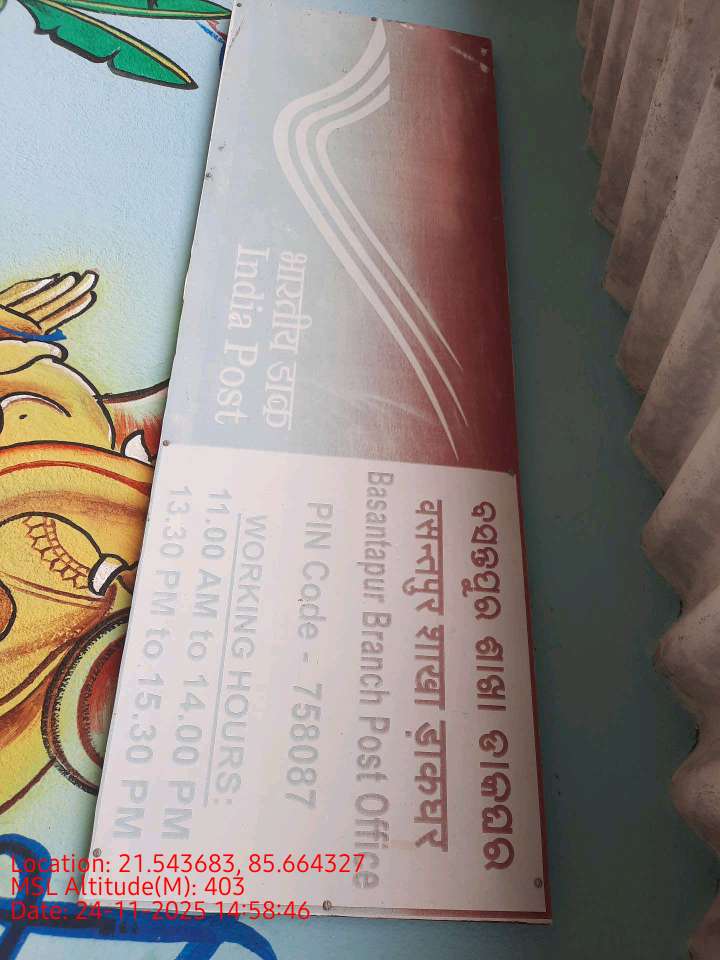 भारतीय डाक
India Post
ବସନ୍ତପୁର ଶାଖା ଡାକଘର
वसन्तपुर शाखा ड़ाकघर
Basantapur Branch Post Office
PIN Code - 758087
WORKING HOURS:
11.00 AM to 14.00 PM
13.30 PM to 15.30 PM
Location: 21.543683, 85.664327
MSL Altitude(M): 403
Date: 24-11-2025 14:58:46